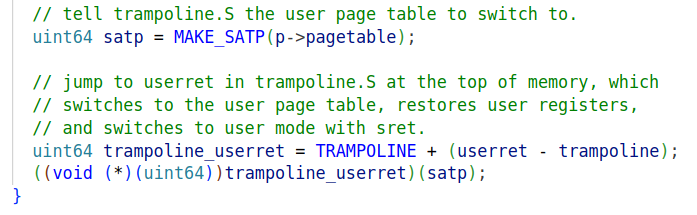 // tell trampoline.S the user page table to switch to.
uint64 satp = MAKE_SATP(p->pagetable);
// jump to userret in trampoline.S at the top of memory, which
// switches to the user page table, restores user registers,
// and switches to user mode with sret.
uint64 trampoline_userret = TRAMPOLINE + (userret - trampoline);
((void (*)(uint64))trampoline_userret)(satp);
}